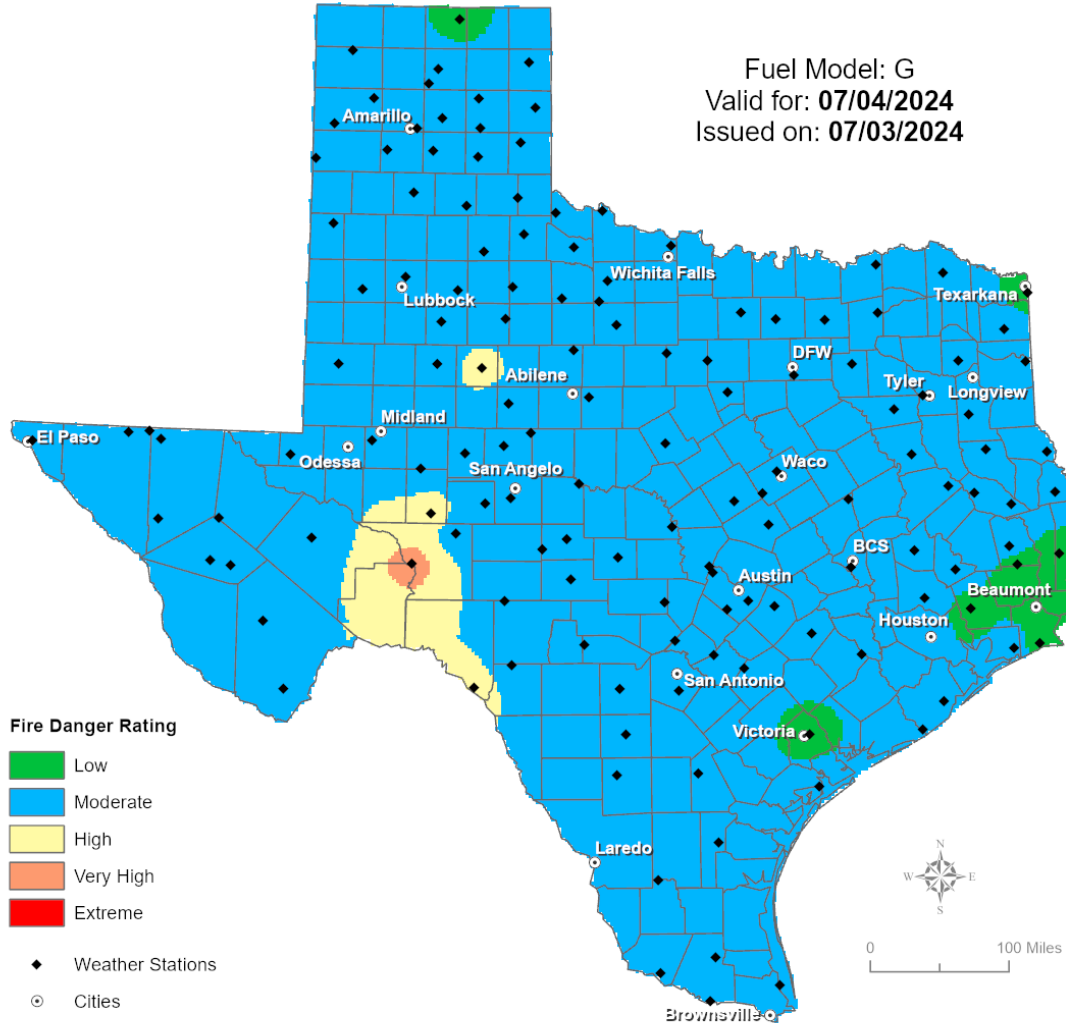 Fuel Model: G
Valid for: 07/04/2024
Issued on: 07/03/2024
Amarillo
Wichita Falls
Lubbock
Texarkana
DFW
Abilene
Tyler
Longview
Midland
El Paso
Odessa
San Angelo
Waco
BCS
Austin
Beaumont
Houston
San Antonio
Victoria
Laredo
Brownsville
Fire Danger Rating
Low
Moderate
High
Very High
Extreme
Weather Stations
Cities
N
W E
S
0 100 Miles